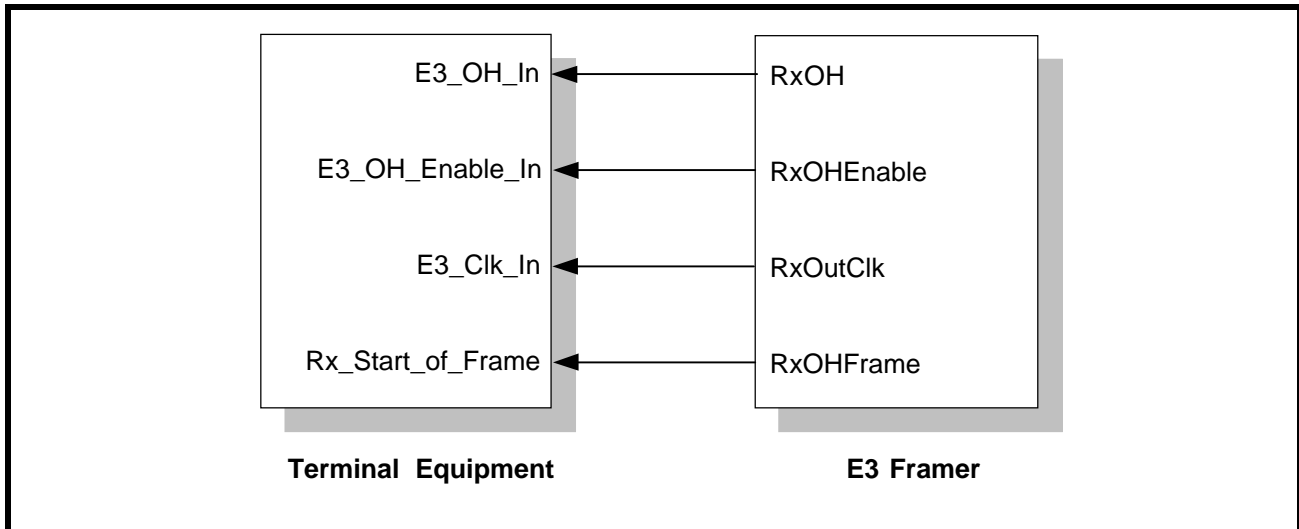 E3_OH_In
RxOH
E3_OH_Enable_In
RxOHEnable
E3_Clk_In
RxOutClk
Rx_Start_of_Frame
RxOHFrame
Terminal Equipment
E3 Framer